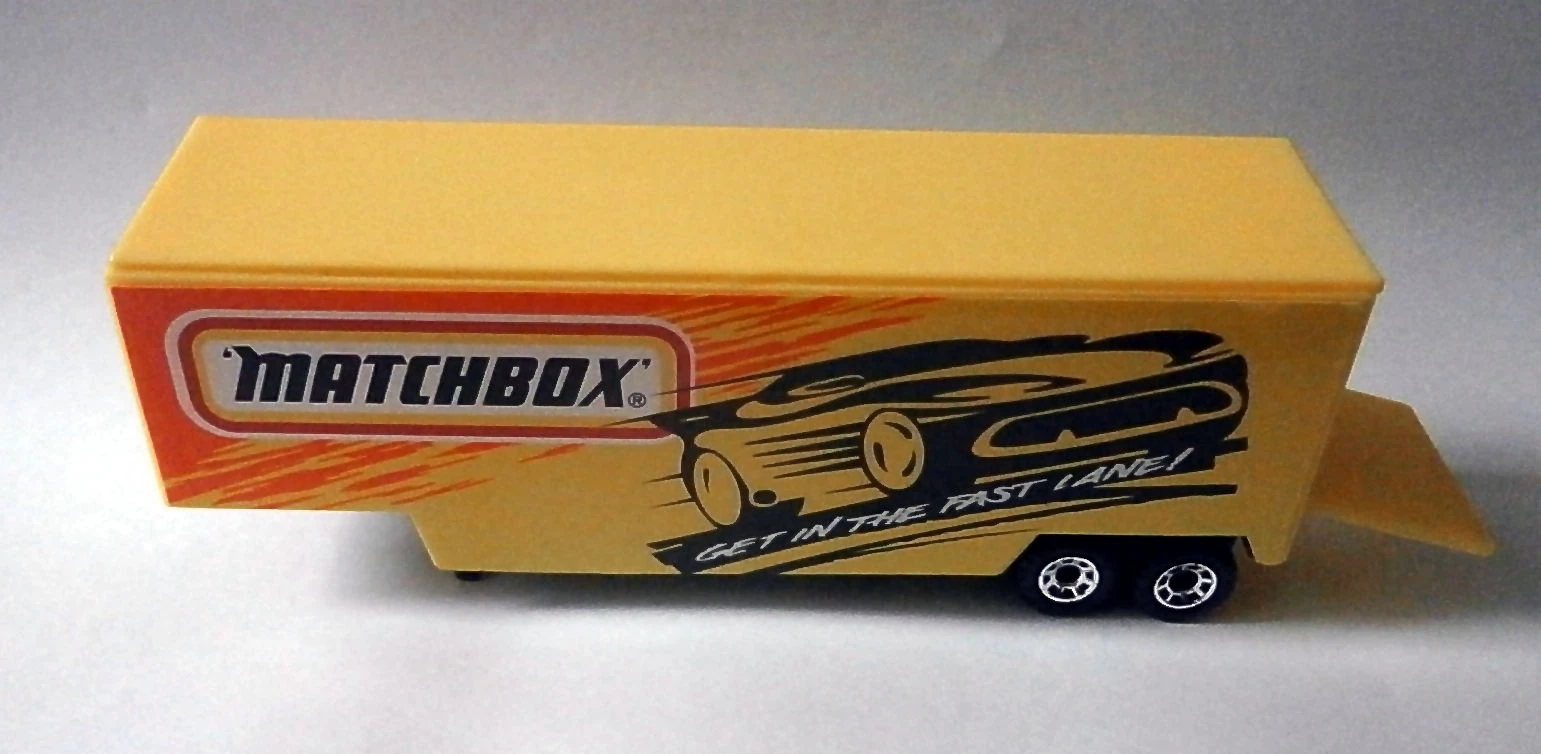 'MATCHBOX'®
GET IN THE FAST LANE!